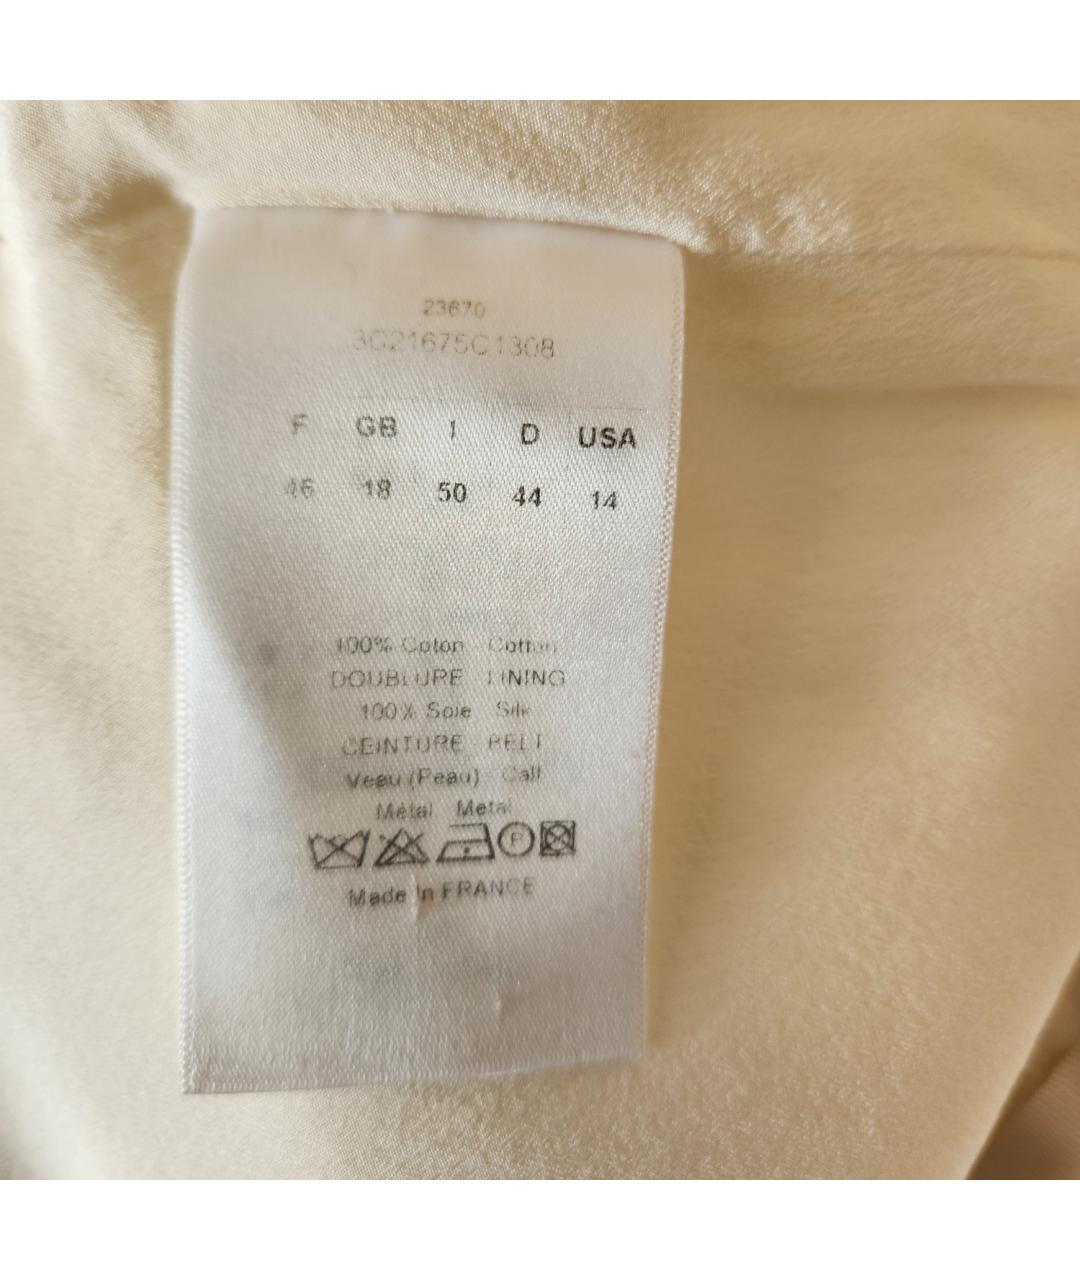 23670
3C21675C1308
F GB I D USA
46 18 50 44 14
100% Coton Cotton
DOUBLURE LINING
100% Soie Silk
CEINTURE BELT
Veau (Peau) Calf
Métal Metal
P
Made In FRANCE